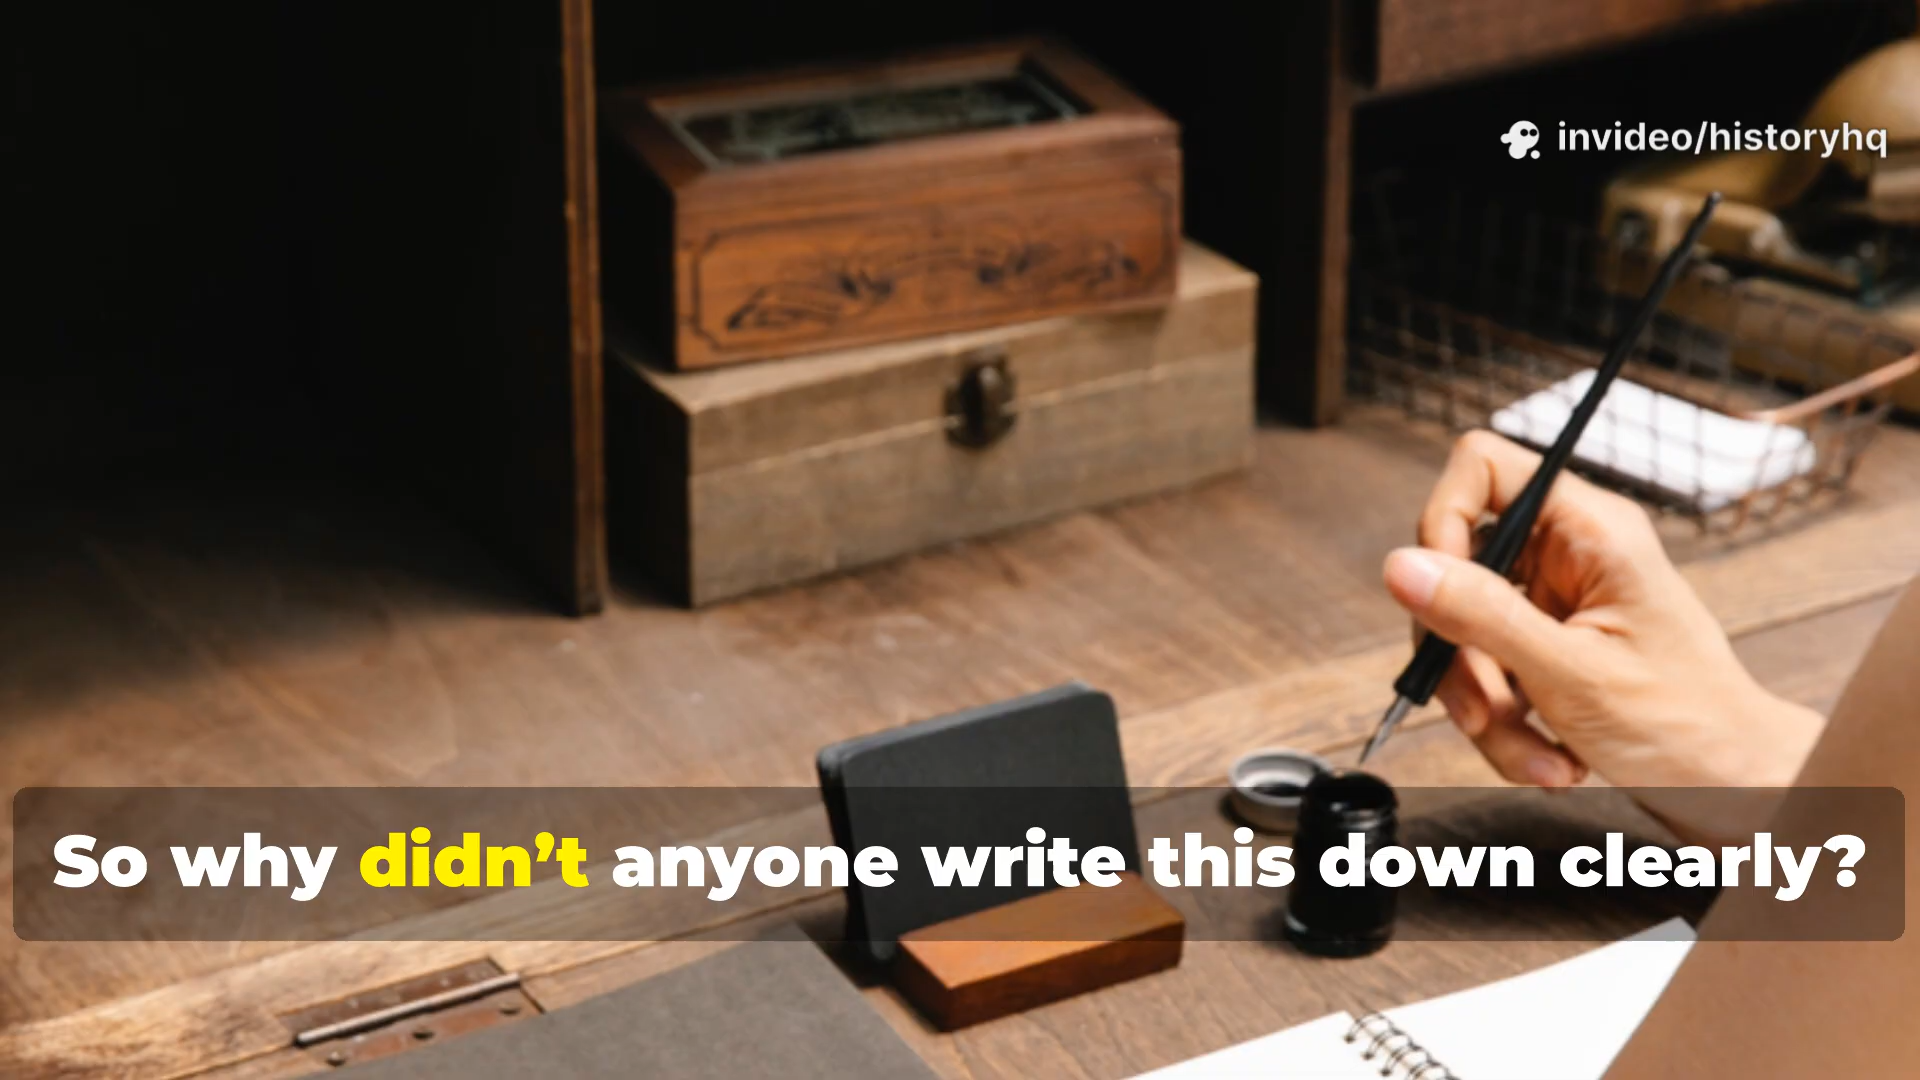 invideo/historyhq
So why didn’t anyone write this down clearly?